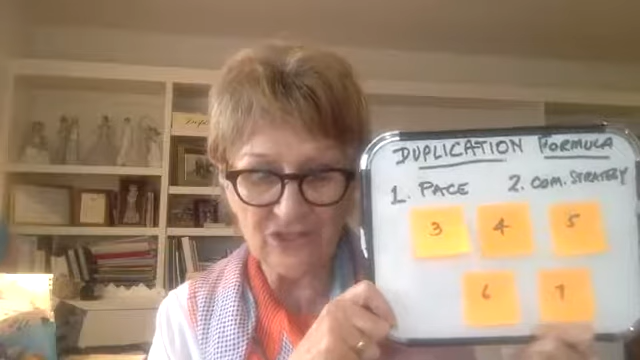 DUPLICATION FORMULA
1. PACE 2. COM. STRATEGY
3 4 5
6 7